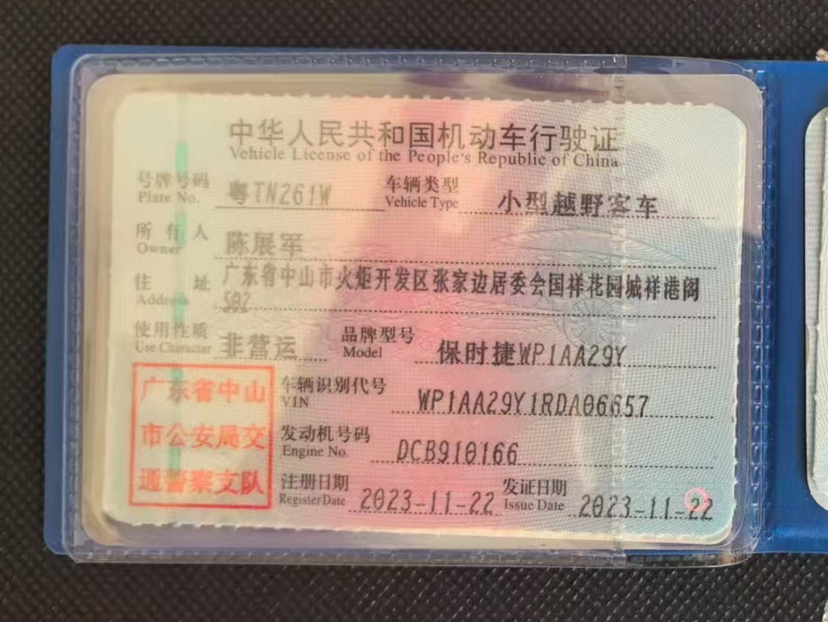 中华人民共和国机动车行驶证
Vehicle License of the People's Republic of China
号牌号码 粤TN261W 车辆类型 小型越野客车
Plate No. Vehicle Type
所有人 陈展军
Owner
住址 广东省中山市火炬开发区张家边居委会国祥花园城祥港阁
Address 502
使用性质 非营运 品牌型号 保时捷WP1AA29Y
Use Character Model
广东省中山 车辆识别代号 WP1AA29Y1RDA06657
VIN
市公安局交 发动机号码 DCB910166
Engine No.
通警察支队 注册日期 2023-11-22 发证日期 2023-11-22
Register Date Issue Date